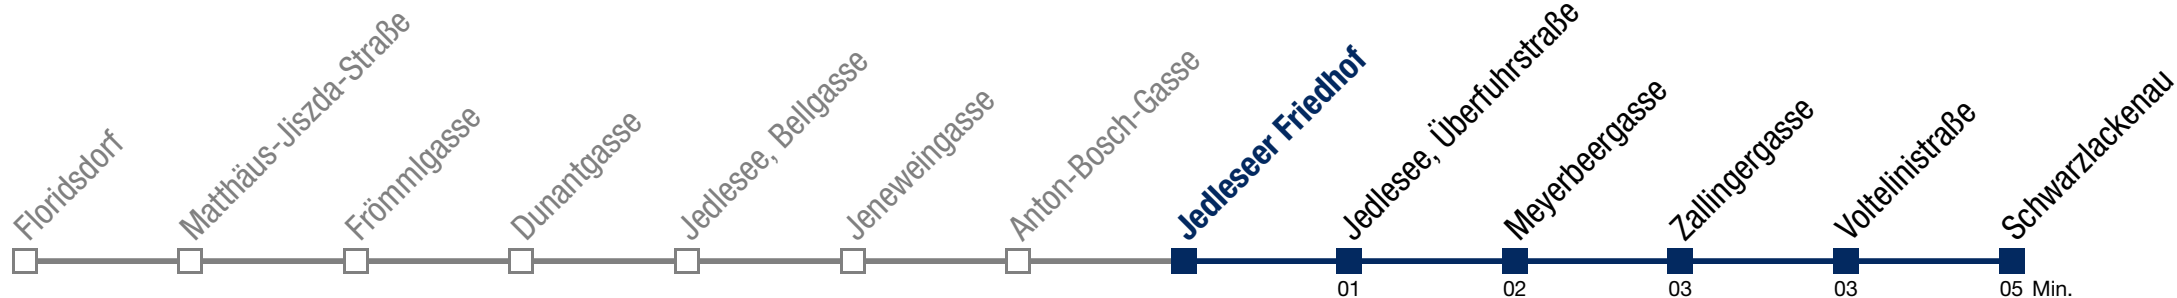 Floridsdorf
Matthäus-Jiszda-Straße
Frömmlgasse
Dunantgasse
Jedlesee, Bellgasse
Jeneweingasse
Anton-Bosch-Gasse
Jedleseer Friedhof
Jedlesee, Überfuhrstraße
Meyerbeergasse
Zallingergasse
Voltelinistraße
Schwarzlackenau
01 02 03 03 05 Min.